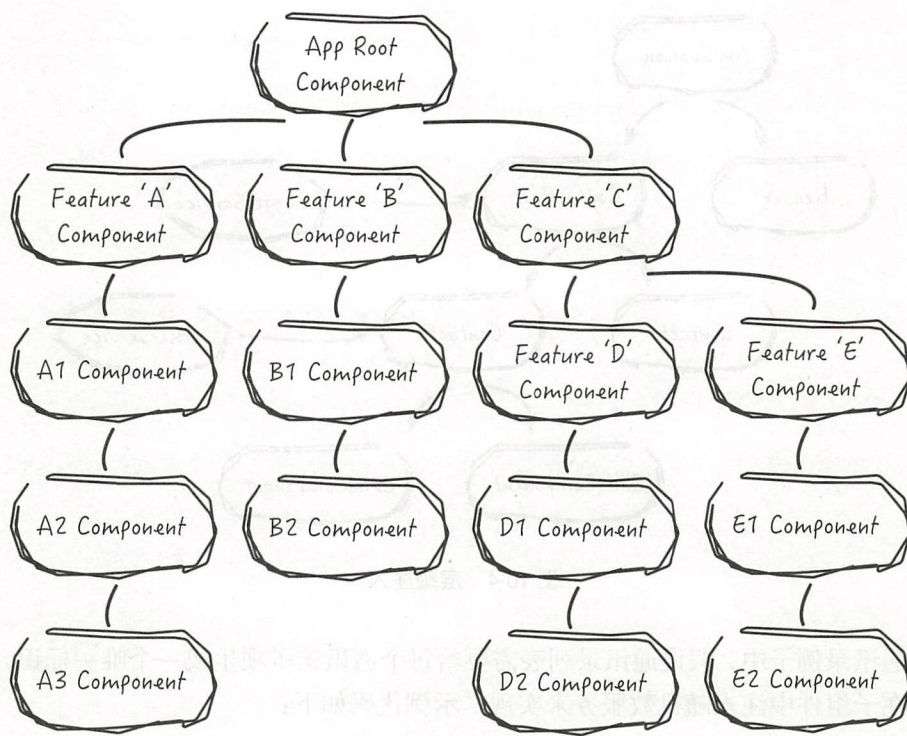 App Root
Component
Feature 'A'
Component
Feature 'B'
Component
Feature 'C'
Component
A1 Component
B1 Component
Feature 'D'
Component
Feature 'E'
Component
A2 Component
B2 Component
D1 Component
E1 Component
A3 Component
D2 Component
E2 Component